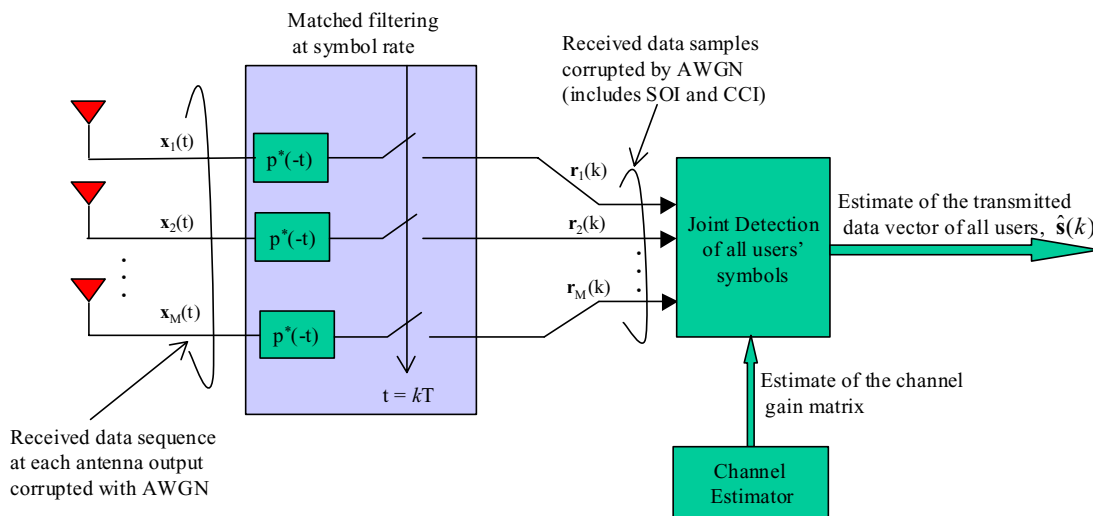 Matched filtering
at symbol rate
Received data samples
corrupted by AWGN
(includes SOI and CCI)
x₁(t)
p*(-t)
r₁(k)
x₂(t)
p*(-t)
r₂(k)
Joint Detection
of all users'
symbols
Estimate of the transmitted
data vector of all users, ŝ(k)
x_M(t)
p*(-t)
r_M(k)
t = kT
Estimate of the channel
gain matrix
Received data sequence
at each antenna output
corrupted with AWGN
Channel
Estimator